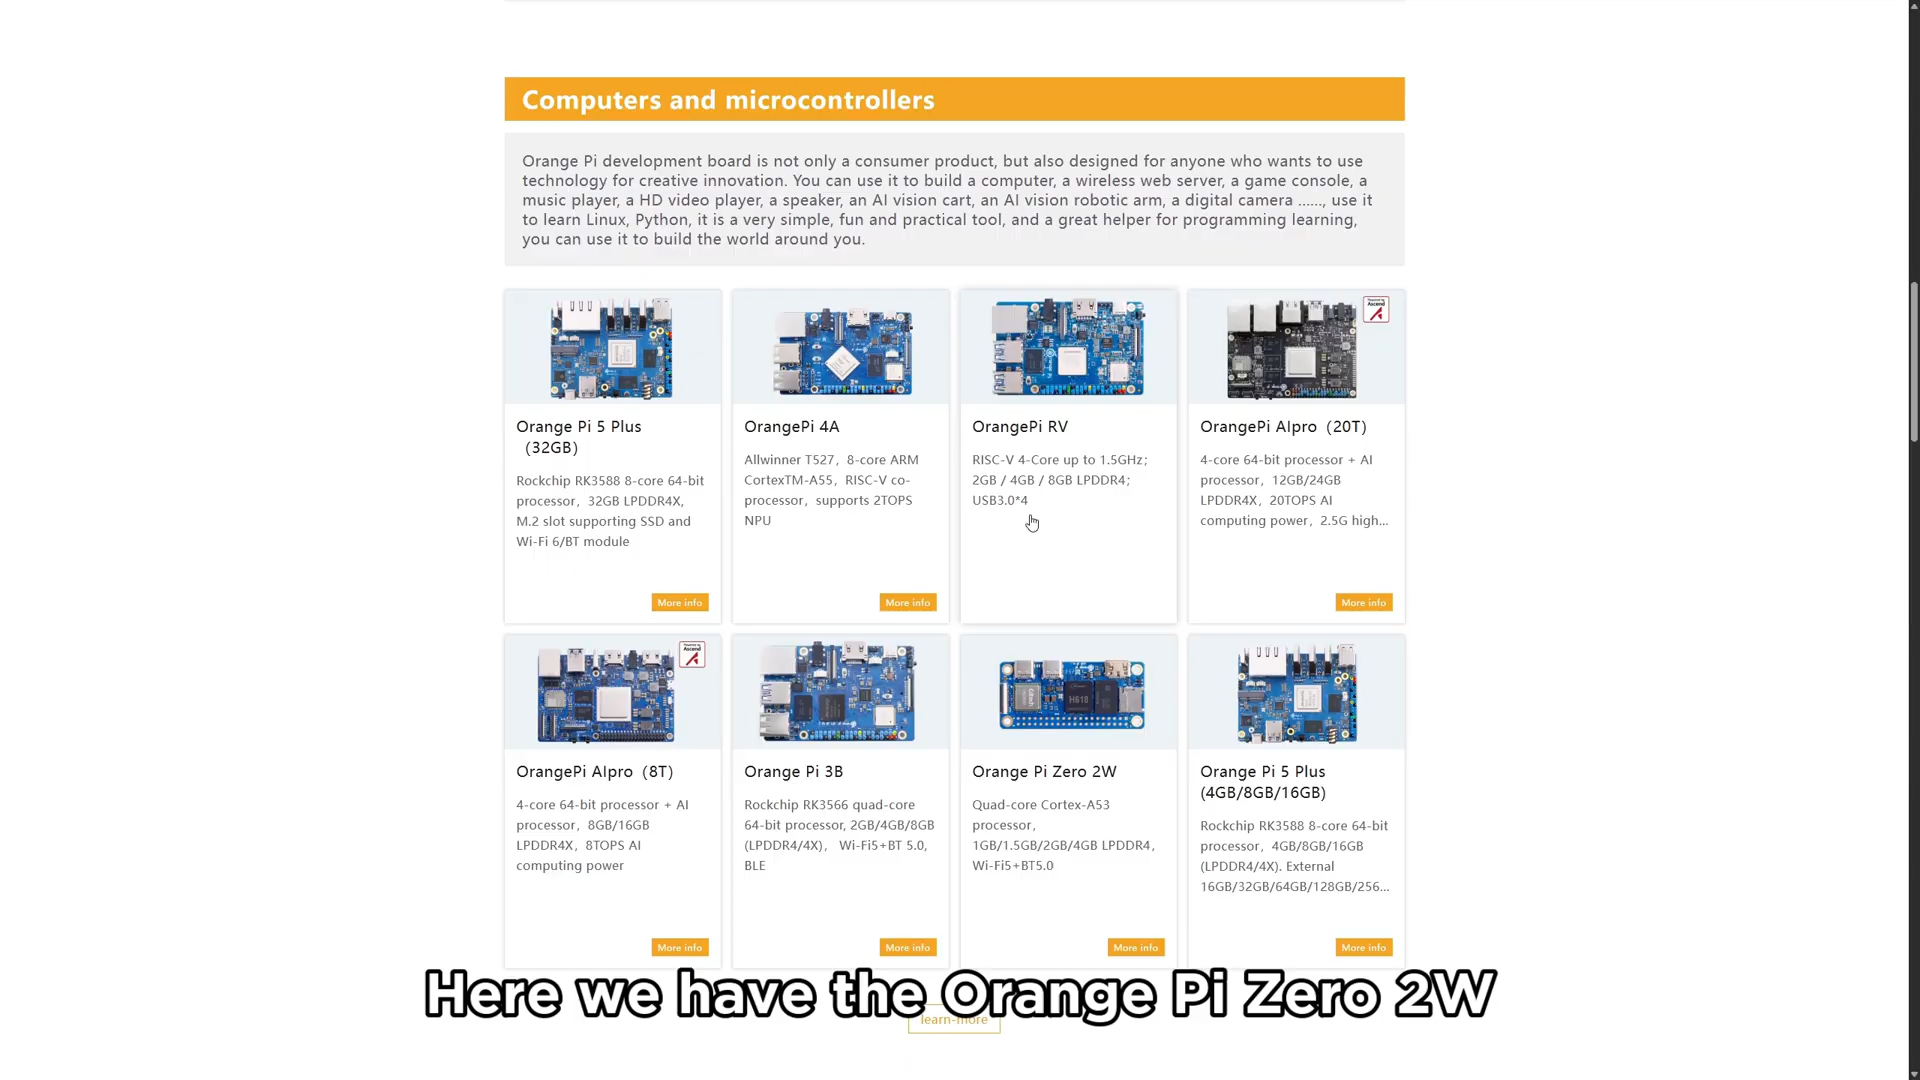 Computers and microcontrollers
Orange Pi development board is not only a consumer product, but also designed for anyone who wants to use
technology for creative innovation. You can use it to build a computer, a wireless web server, a game console, a
music player, a HD video player, a speaker, an AI vision cart, an AI vision robotic arm, a digital camera ……, use it
to learn Linux, Python, it is a very simple, fun and practical tool, and a great helper for programming learning,
you can use it to build the world around you.
Orange Pi 5 Plus
（32GB）
Rockchip RK3588 8-core 64-bit
processor，32GB LPDDR4X,
M.2 slot supporting SSD and
Wi-Fi 6/BT module
More info
OrangePi 4A
Allwinner T527，8-core ARM
CortexTM-A55，RISC-V co-
processor，supports 2TOPS
NPU
More info
OrangePi RV
RISC-V 4-Core up to 1.5GHz;
2GB / 4GB / 8GB LPDDR4;
USB3.0*4
Ascend
OrangePi AIpro（20T）
4-core 64-bit processor + AI
processor，12GB/24GB
LPDDR4X，20TOPS AI
computing power，2.5G high...
More info
Ascend
OrangePi AIpro（8T）
4-core 64-bit processor + AI
processor，8GB/16GB
LPDDR4X，8TOPS AI
computing power
More info
Orange Pi 3B
Rockchip RK3566 quad-core
64-bit processor, 2GB/4GB/8GB
(LPDDR4/4X)， Wi-Fi5+BT 5.0,
BLE
More info
H618
Orange Pi Zero 2W
Quad-core Cortex-A53
processor，
1GB/1.5GB/2GB/4GB LPDDR4，
Wi-Fi5+BT5.0
More info
Orange Pi 5 Plus
(4GB/8GB/16GB)
Rockchip RK3588 8-core 64-bit
processor，4GB/8GB/16GB
(LPDDR4/4X). External
16GB/32GB/64GB/128GB/256...
More info
Here we have the Orange Pi Zero 2W
learn-more